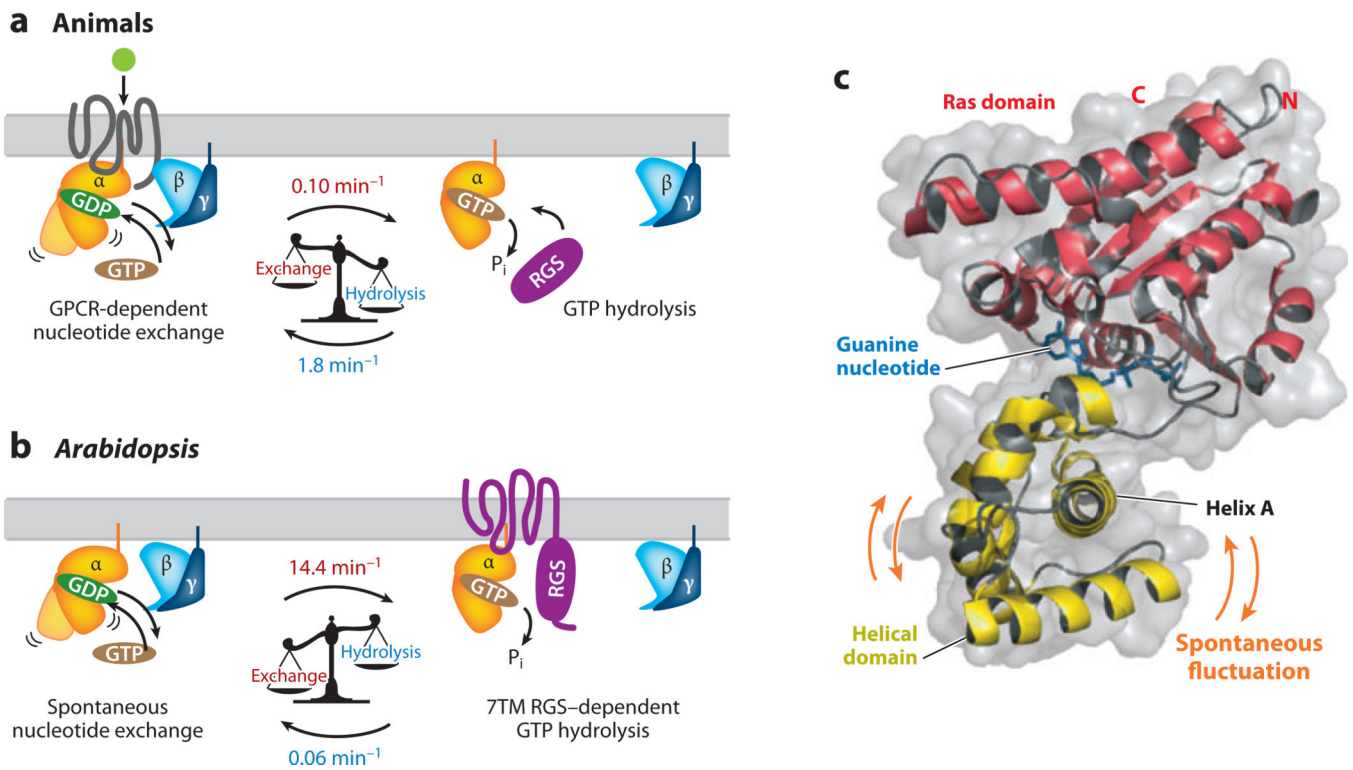 a Animals
α
β
γ
GDP
GTP
GPCR-dependent
nucleotide exchange
0.10 min⁻¹
Exchange
Hydrolysis
1.8 min⁻¹
α
GTP
Pi
RGS
β
γ
GTP hydrolysis
b Arabidopsis
α
β
γ
GDP
GTP
Spontaneous
nucleotide exchange
14.4 min⁻¹
Hydrolysis
Exchange
0.06 min⁻¹
α
GTP
Pi
RGS
β
γ
7TM RGS–dependent
GTP hydrolysis
c
Ras domain
C
N
Guanine
nucleotide
Helix A
Helical
domain
Spontaneous
fluctuation